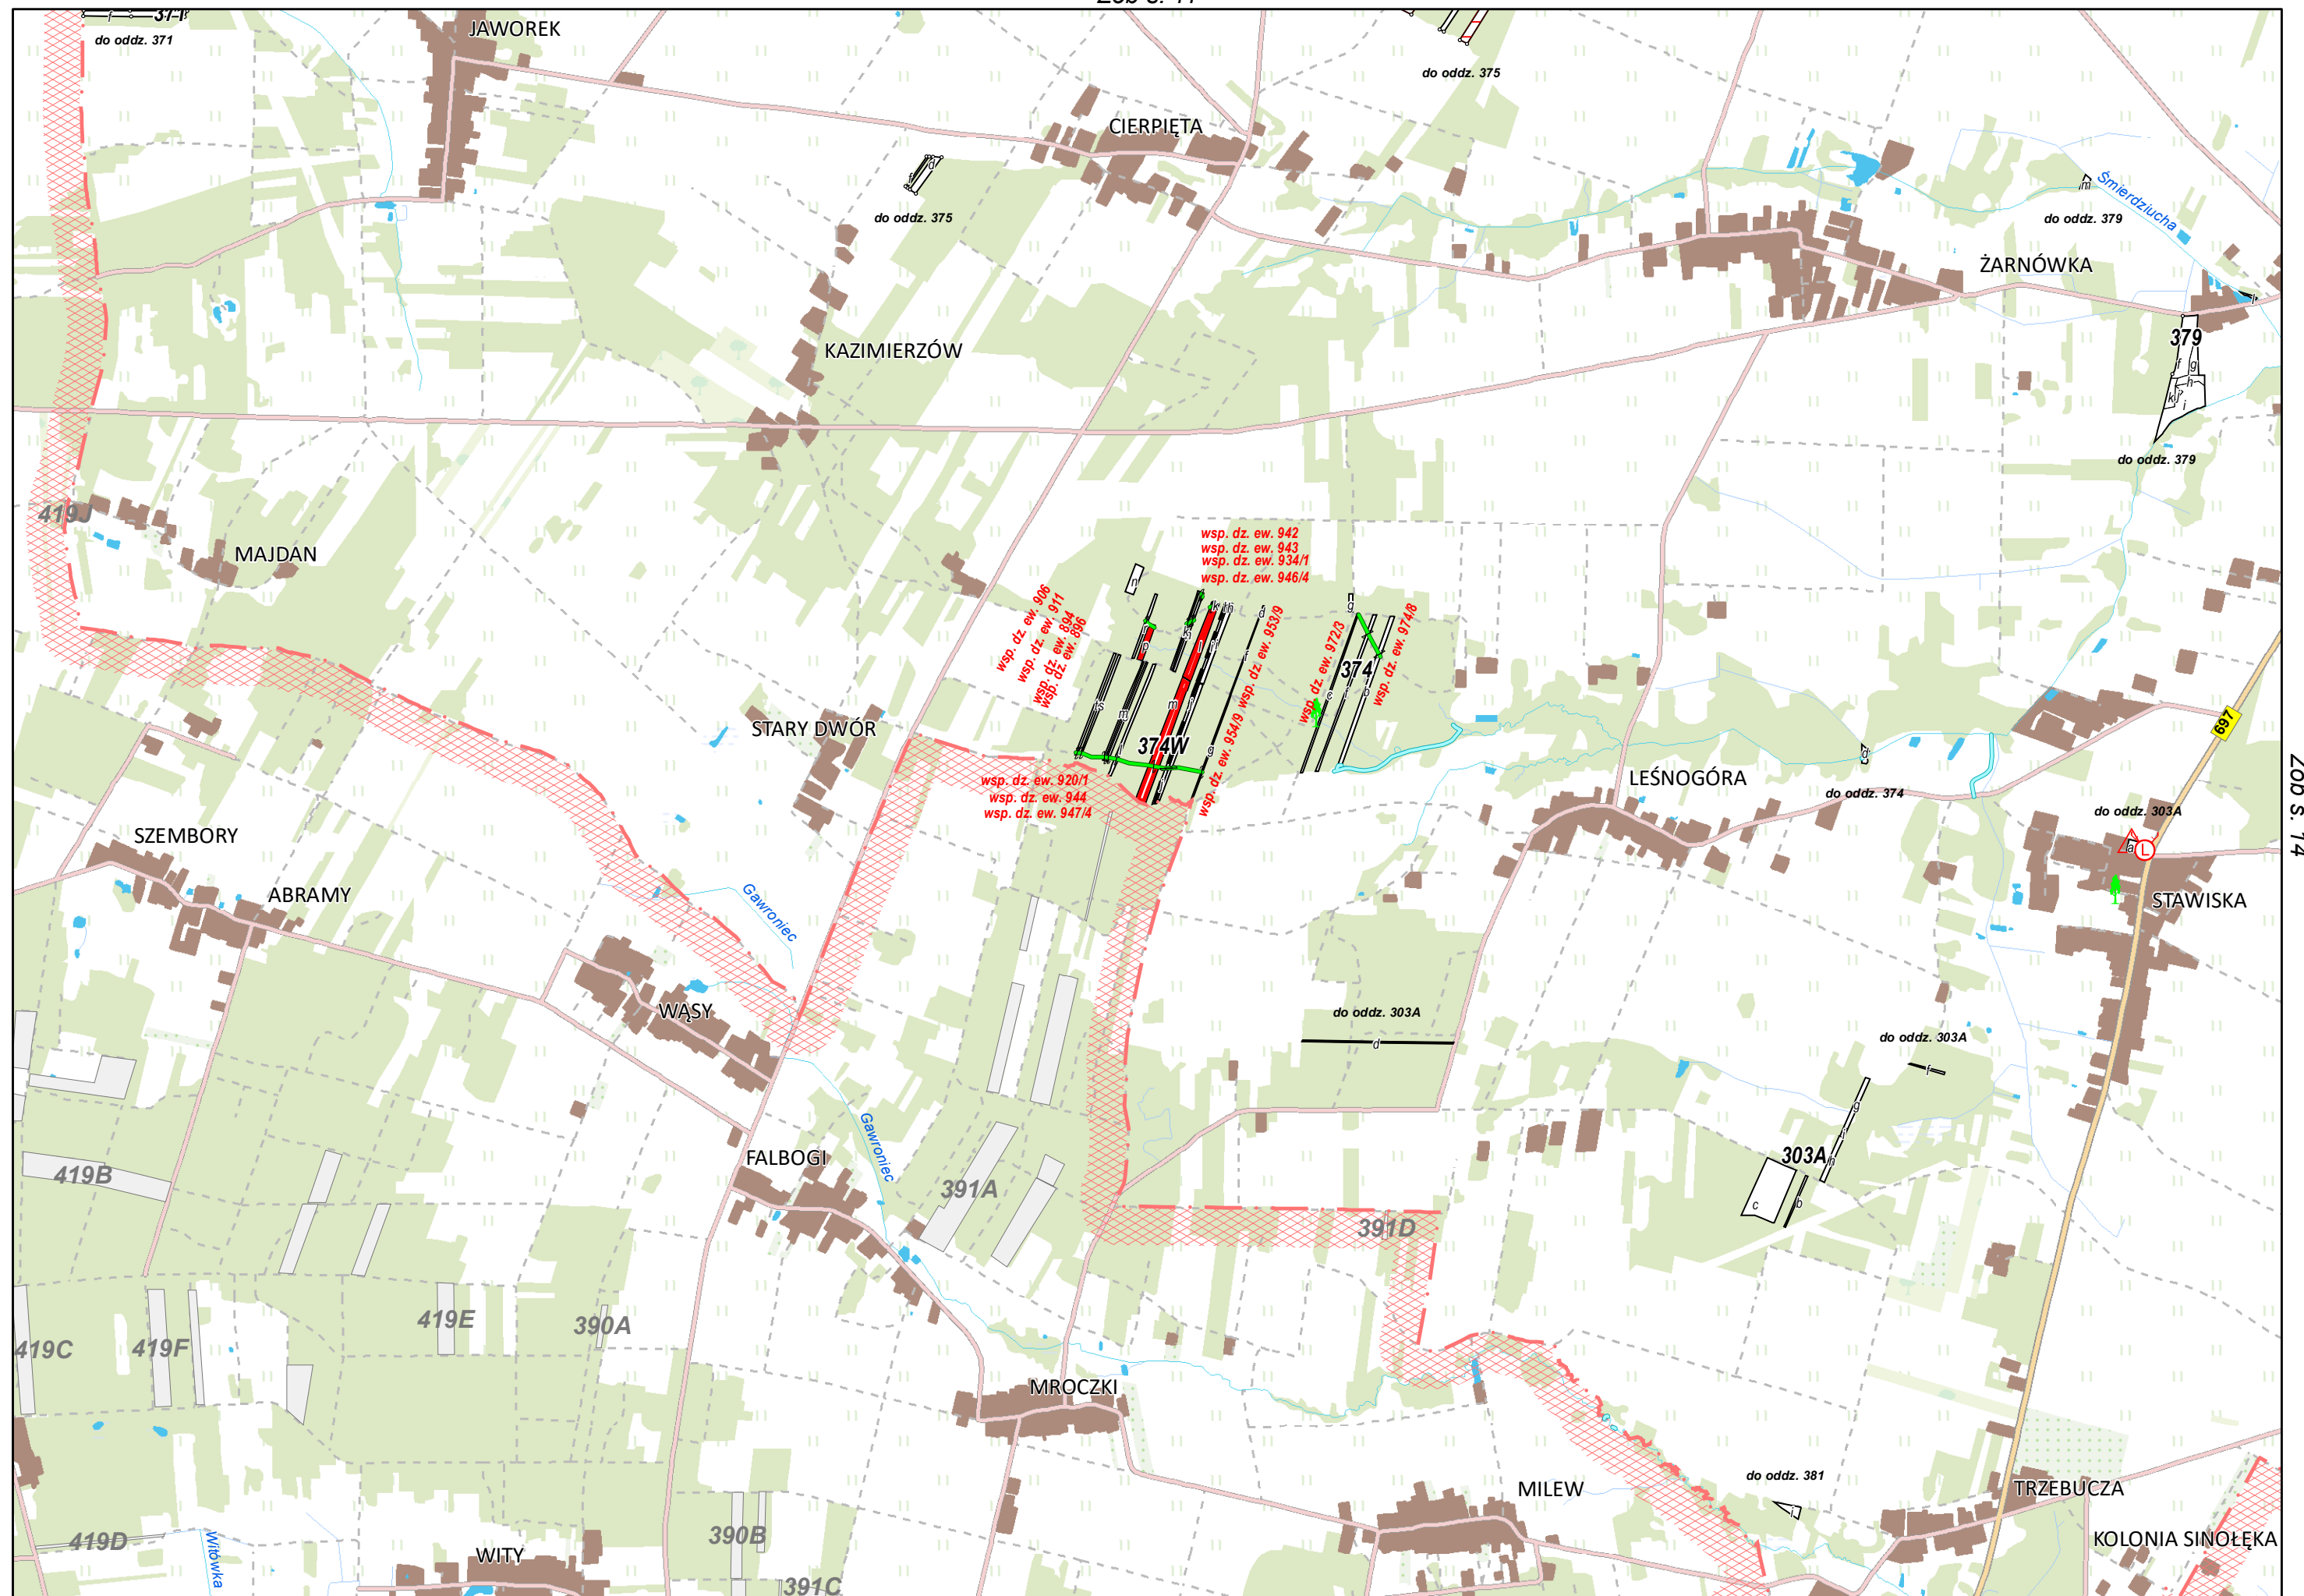 371
do oddz. 371
JAWOREK
do oddz. 375
CIERPIĘTA
d
do oddz. 375
m
Śmierdziucha
do oddz. 379
ŻARNÓWKA
379
f
g
h
k
j
i
do oddz. 379
KAZIMIERZÓW
419J
MAJDAN
wsp. dz. ew. 942
wsp. dz. ew. 943
wsp. dz. ew. 934/1
wsp. dz. ew. 946/4
wsp. dz. ew. 906
wsp. dz. ew. 911
wsp. dz. ew. 894
wsp. dz. ew. 896
n
r
p
m
l
k
d
f
g
wsp. dz. ew. 953/9
wsp. dz. ew. 954/9
wsp. dz. ew. 972/3
wsp. dz. ew. 974/8
374
g
c
b
374W
wsp. dz. ew. 920/1
wsp. dz. ew. 944
wsp. dz. ew. 947/4
STARY DWÓR
LEŚNOGÓRA
d
do oddz. 374
697
Zob s. 14
do oddz. 303A
a
L
STAWISKA
SZEMBORY
ABRAMY
Gawroniec
WĄSY
do oddz. 303A
d
do oddz. 303A
f
g
303A
n
c
b
FALBOGI
Gawroniec
419B
391A
391D
419C
419F
419E
390A
MROCZKI
do oddz. 381
i
MILEW
TRZEBUCZA
KOLONIA SINOŁĘKA
419D
Witówka
WITY
390B
391C